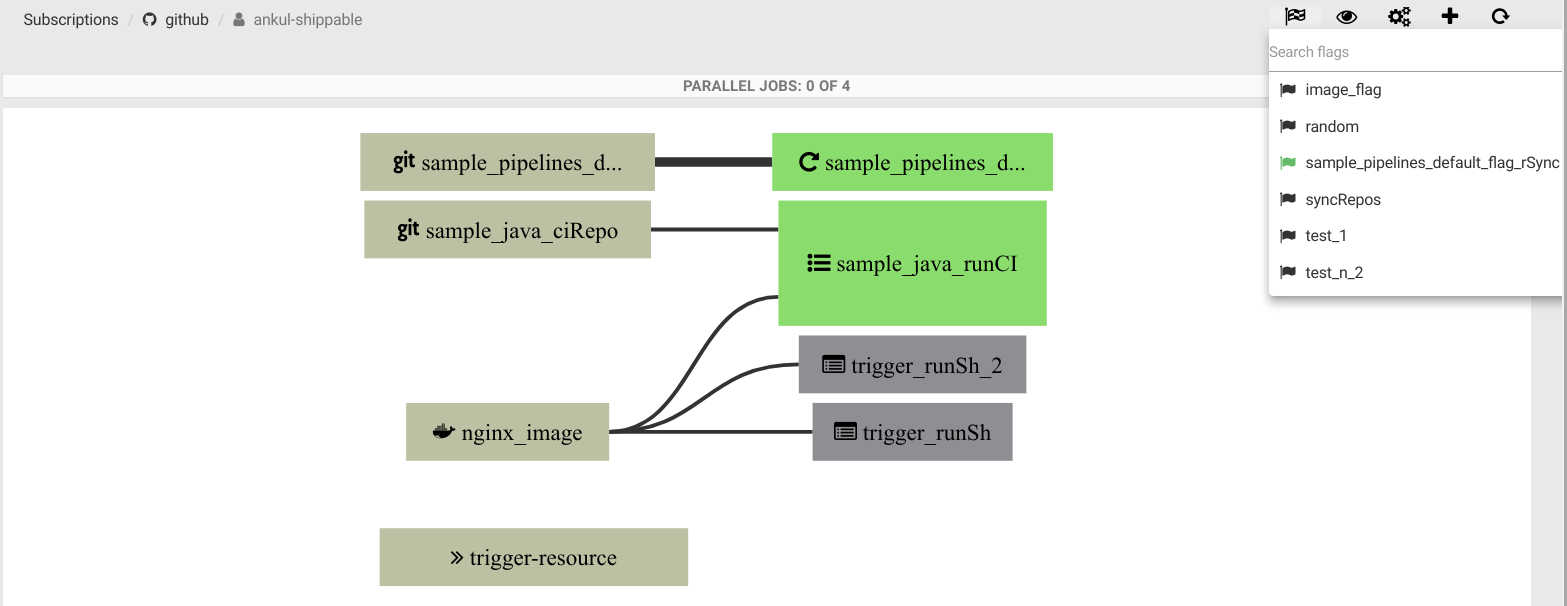 Subscriptions / github / ankul-shippable
Search flags
image_flag
random
sample_pipelines_default_flag_rSync
syncRepos
test_1
test_n_2
PARALLEL JOBS: 0 OF 4
git sample_pipelines_d...
sample_pipelines_d...
git sample_java_ciRepo
sample_java_runCI
trigger_runSh_2
nginx_image
trigger_runSh
trigger-resource